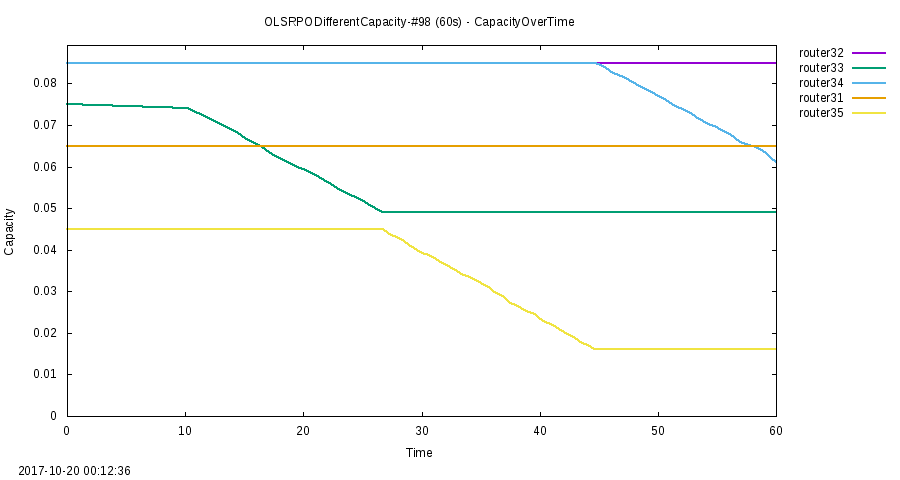 OLSRPODifferentCapacity-#98 (60s) - CapacityOverTime
router32
router33
router34
router31
router35
0.08
0.07
0.06
0.05
0.04
0.03
0.02
0.01
0
Capacity
0 10 20 30 40 50 60
Time
2017-10-20 00:12:36